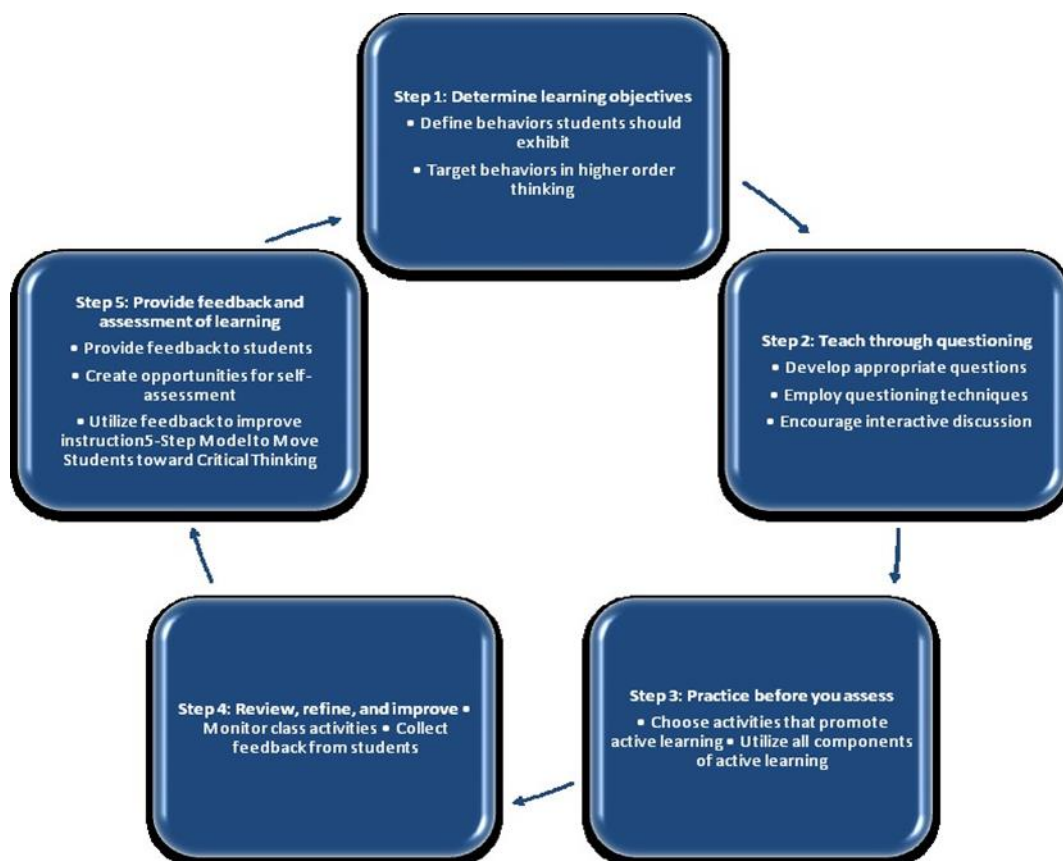 Step 1: Determine learning objectives
▪ Define behaviors students should
exhibit
▪ Target behaviors in higher order
thinking
Step 2: Teach through questioning
▪ Develop appropriate questions
▪ Employ questioning techniques
▪ Encourage interactive discussion
Step 3: Practice before you assess
▪ Choose activities that promote
active learning ▪ Utilize all components
of active learning
Step 4: Review, refine, and improve ▪
Monitor class activities ▪ Collect
feedback from students
Step 5: Provide feedback and
assessment of learning
▪ Provide feedback to students
▪ Create opportunities for self-
assessment
▪ Utilize feedback to improve
instruction5-Step Model to Move
Students toward Critical Thinking